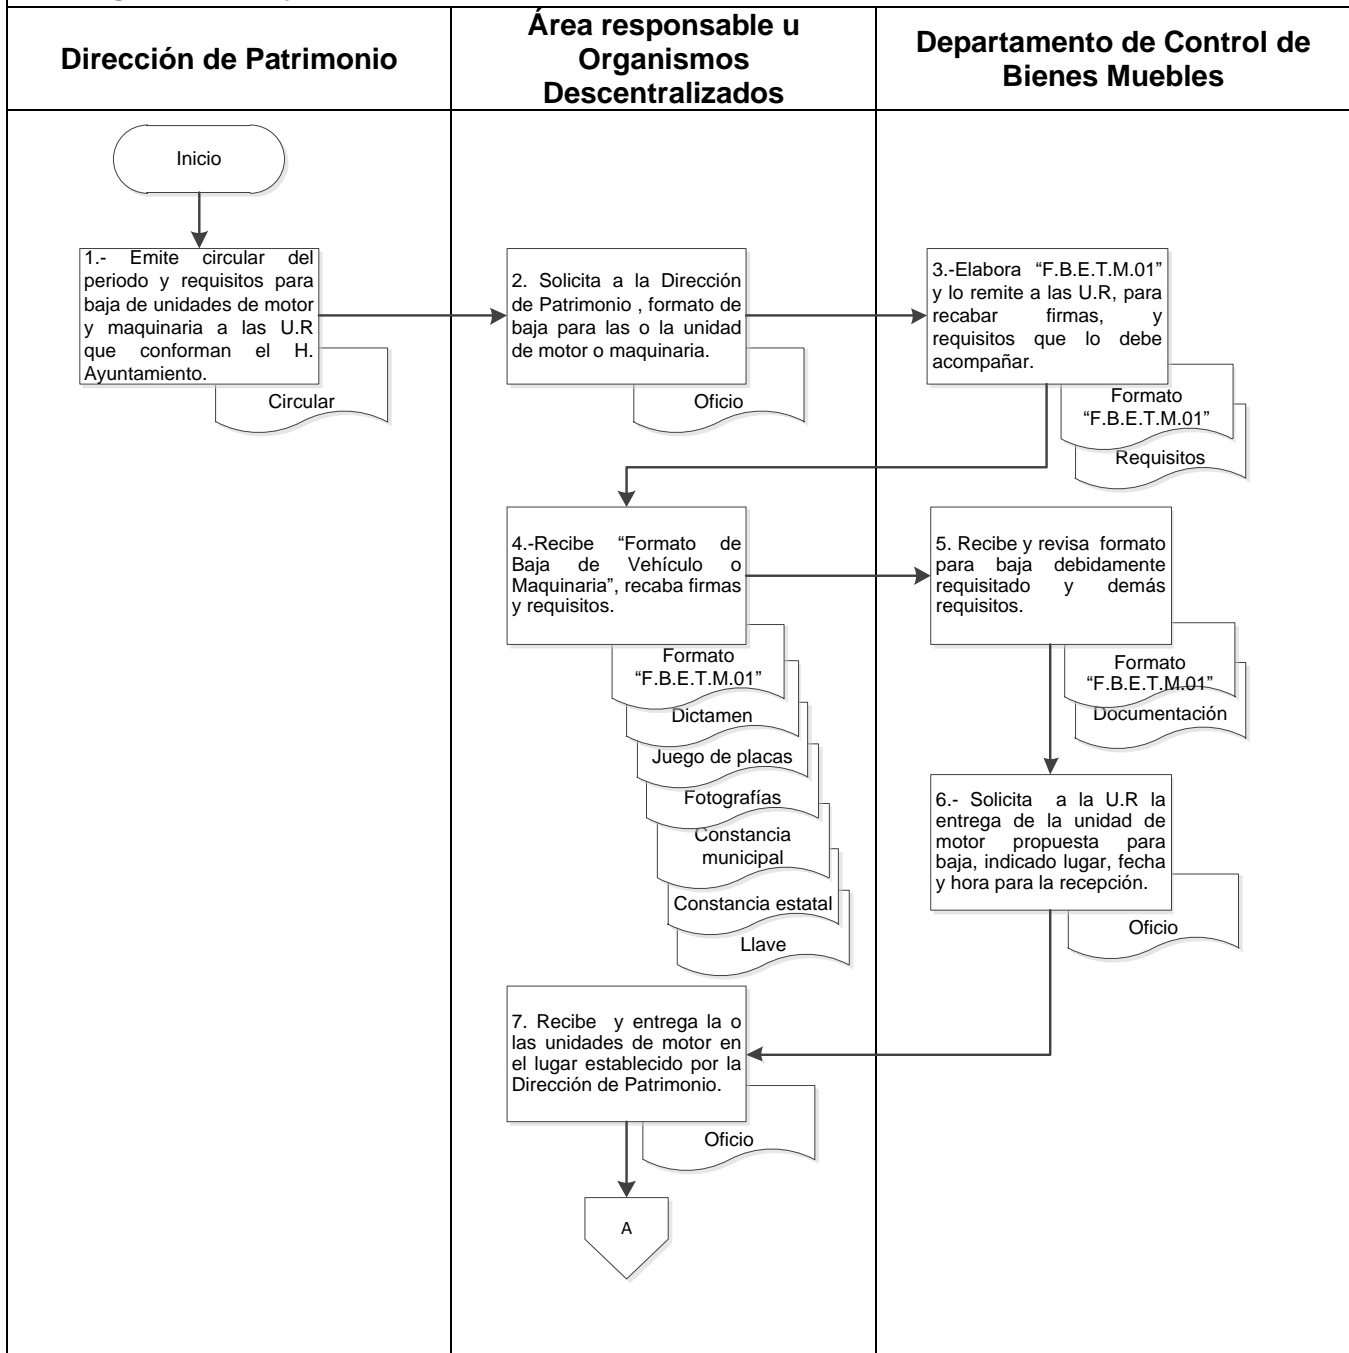 Dirección de Patrimonio
Área responsable u
Organismos
Descentralizados
Departamento de Control de
Bienes Muebles
Inicio
1.- Emite circular del
periodo y requisitos para
baja de unidades de motor
y maquinaria a las U.R
que conforman el H.
Ayuntamiento.
Circular
2. Solicita a la Dirección
de Patrimonio , formato de
baja para las o la unidad
de motor o maquinaria.
Oficio
3.-Elabora “F.B.E.T.M.01”
y lo remite a las U.R, para
recabar firmas, y
requisitos que lo debe
acompañar.
Formato
“F.B.E.T.M.01”
Requisitos
4.-Recibe “Formato de
Baja de Vehículo o
Maquinaria”, recaba firmas
y requisitos.
Formato
“F.B.E.T.M.01”
Dictamen
Juego de placas
Fotografías
Constancia
municipal
Constancia estatal
Llave
5. Recibe y revisa formato
para baja debidamente
requisitado y demás
requisitos.
Formato
“F.B.E.T.M.01”
Documentación
6.- Solicita a la U.R la
entrega de la unidad de
motor propuesta para
baja, indicado lugar, fecha
y hora para la recepción.
Oficio
7. Recibe y entrega la o
las unidades de motor en
el lugar establecido por la
Dirección de Patrimonio.
Oficio
A